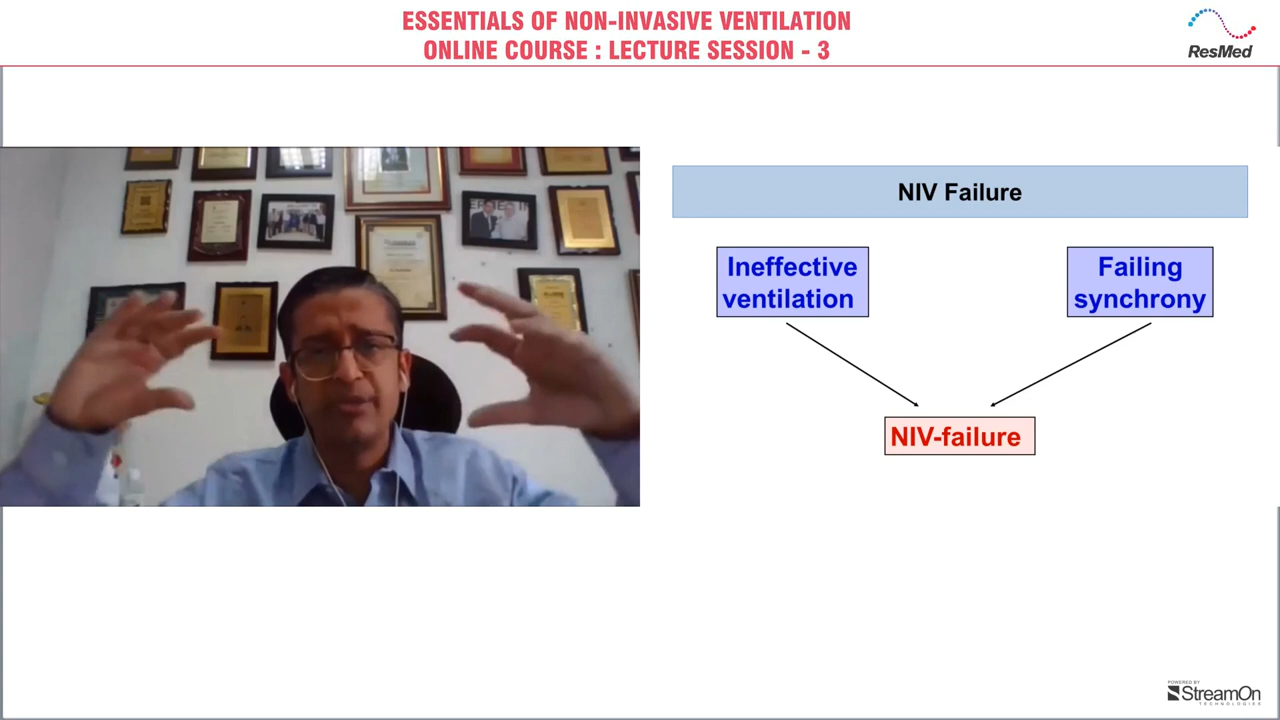 ESSENTIALS OF NON-INVASIVE VENTILATION
ONLINE COURSE : LECTURE SESSION - 3
ResMed
NIV Failure
Ineffective
ventilation
Failing
synchrony
NIV-failure
POWERED BY
StreamOn
TECHNOLOGIES